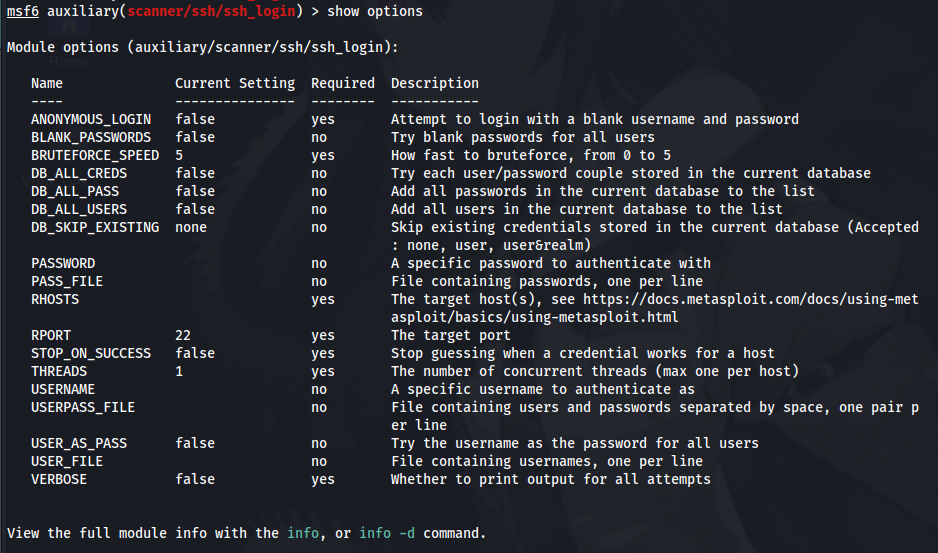 msf6 auxiliary(scanner/ssh/ssh_login) > show options
Module options (auxiliary/scanner/ssh/ssh_login):
Home
Name Current Setting Required Description
---- --------------- -------- -----------
ANONYMOUS_LOGIN false yes Attempt to login with a blank username and password
BLANK_PASSWORDS false no Try blank passwords for all users
BRUTEFORCE_SPEED 5 yes How fast to bruteforce, from 0 to 5
DB_ALL_CREDS false no Try each user/password couple stored in the current database
DB_ALL_PASS false no Add all passwords in the current database to the list
DB_ALL_USERS false no Add all users in the current database to the list
DB_SKIP_EXISTING none no Skip existing credentials stored in the current database (Accepted
: none, user, user&realm)
PASSWORD no A specific password to authenticate with
PASS_FILE no File containing passwords, one per line
RHOSTS yes The target host(s), see https://docs.metasploit.com/docs/using-met
asploit/basics/using-metasploit.html
RPORT 22 yes The target port
STOP_ON_SUCCESS false yes Stop guessing when a credential works for a host
THREADS 1 yes The number of concurrent threads (max one per host)
USERNAME no A specific username to authenticate as
USERPASS_FILE no File containing users and passwords separated by space, one pair p
er line
USER_AS_PASS false no Try the username as the password for all users
USER_FILE no File containing usernames, one per line
VERBOSE false yes Whether to print output for all attempts
View the full module info with the info, or info -d command.